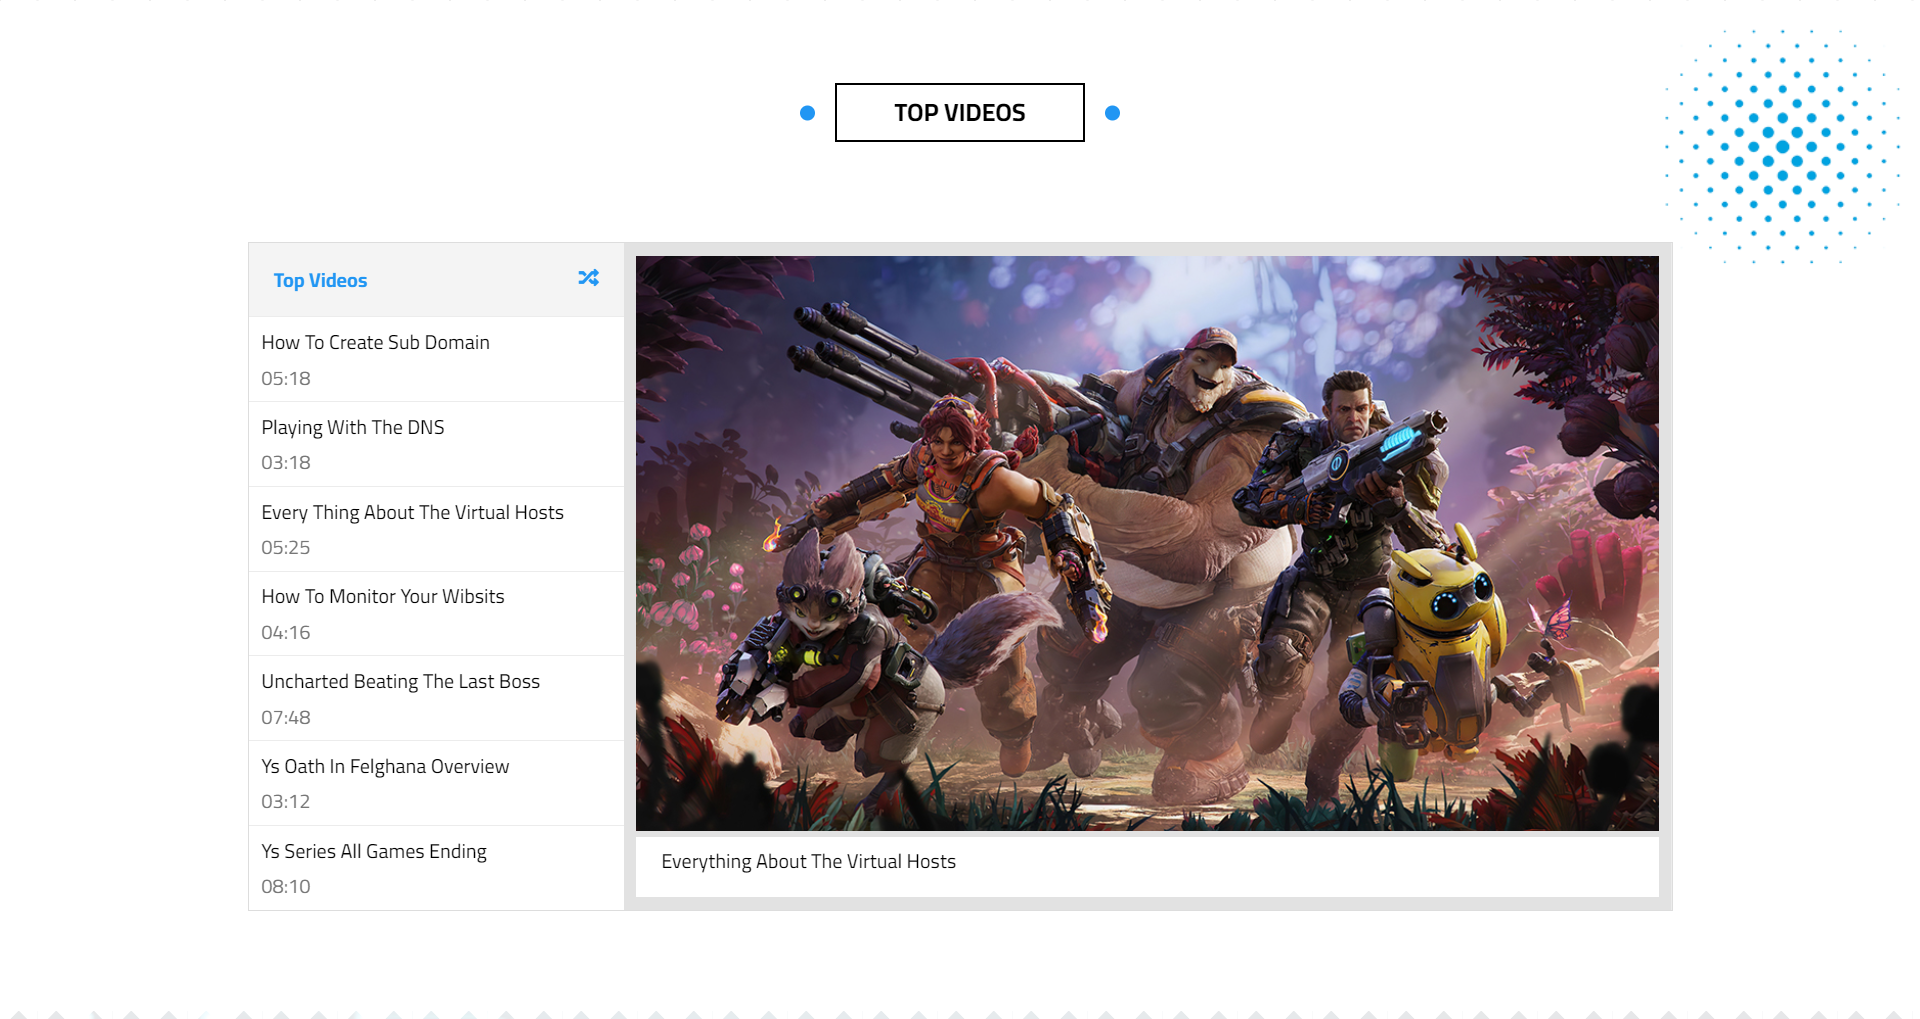 TOP VIDEOS
Top Videos
How To Create Sub Domain
05:18
Playing With The DNS
03:18
Every Thing About The Virtual Hosts
05:25
How To Monitor Your Wibsits
04:16
Uncharted Beating The Last Boss
07:48
Ys Oath In Felghana Overview
03:12
Ys Series All Games Ending
08:10
Everything About The Virtual Hosts